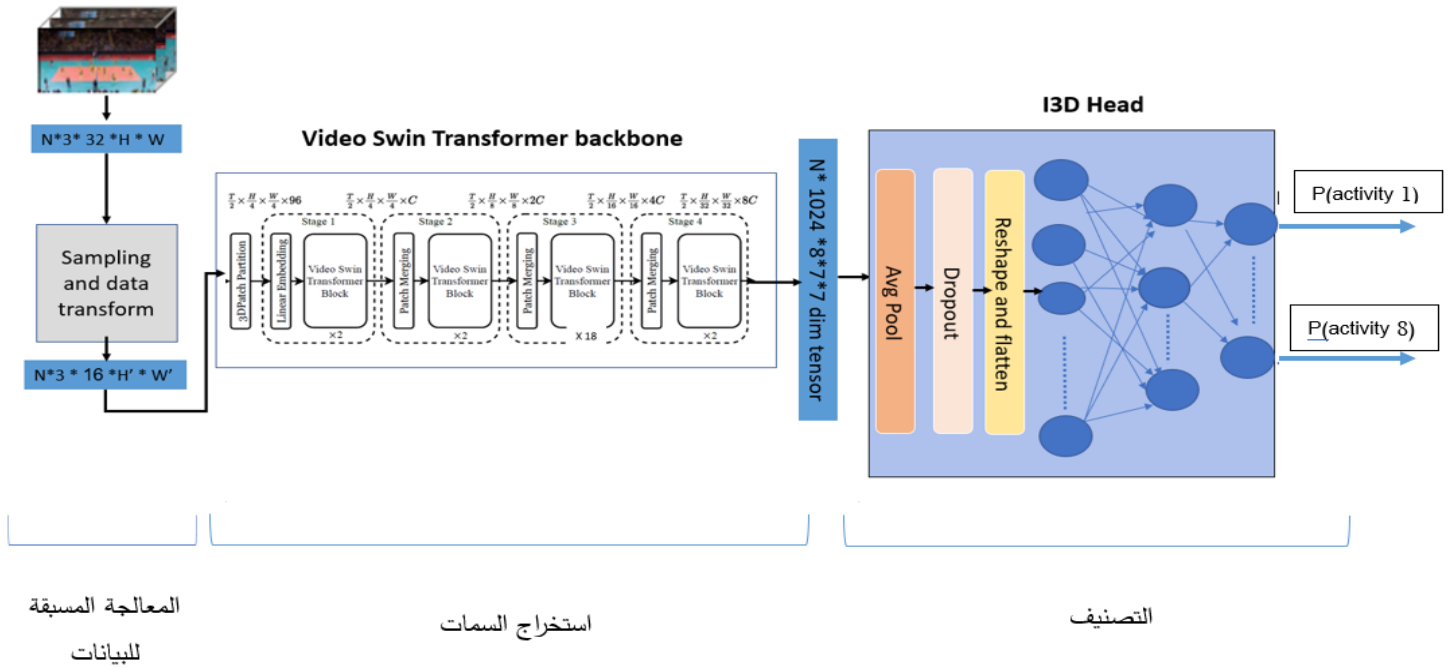 N*3* 32 *H * W
Sampling
and data
transform
N*3 * 16 *H' * W'
Video Swin Transformer backbone
T/2 × H/4 × W/4 ×96
T/2 × H/4 × W/4 ×C
T/2 × H/8 × W/8 ×2C
T/2 × H/16 × W/16 ×4C
T/2 × H/32 × W/32 ×8C
3DPatch Partition
Stage 1
Linear Embedding
Video Swin
Transformer
Block
×2
Stage 2
Patch Merging
Video Swin
Transformer
Block
×2
Stage 3
Patch Merging
Video Swin
Transformer
Block
X 18
Stage 4
Patch Merging
Video Swin
Transformer
Block
×2
N* 1024 *8*7*7 dim tensor
I3D Head
Avg Pool
Dropout
Reshape and flatten
P(activity 1)
P(activity 8)
المعالجة المسبقة
للبيانات
استخراج السمات
التصنيف